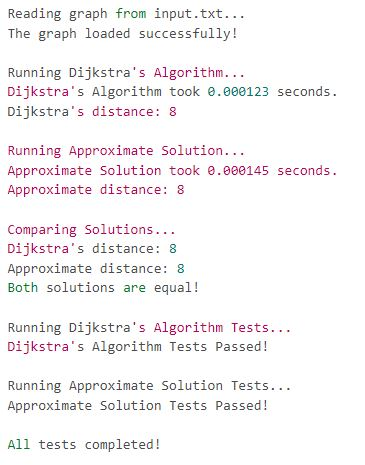 Reading graph from input.txt...
The graph loaded successfully!
Running Dijkstra's Algorithm...
Dijkstra's Algorithm took 0.000123 seconds.
Dijkstra's distance: 8
Running Approximate Solution...
Approximate Solution took 0.000145 seconds.
Approximate distance: 8
Comparing Solutions...
Dijkstra's distance: 8
Approximate distance: 8
Both solutions are equal!
Running Dijkstra's Algorithm Tests...
Dijkstra's Algorithm Tests Passed!
Running Approximate Solution Tests...
Approximate Solution Tests Passed!
All tests completed!